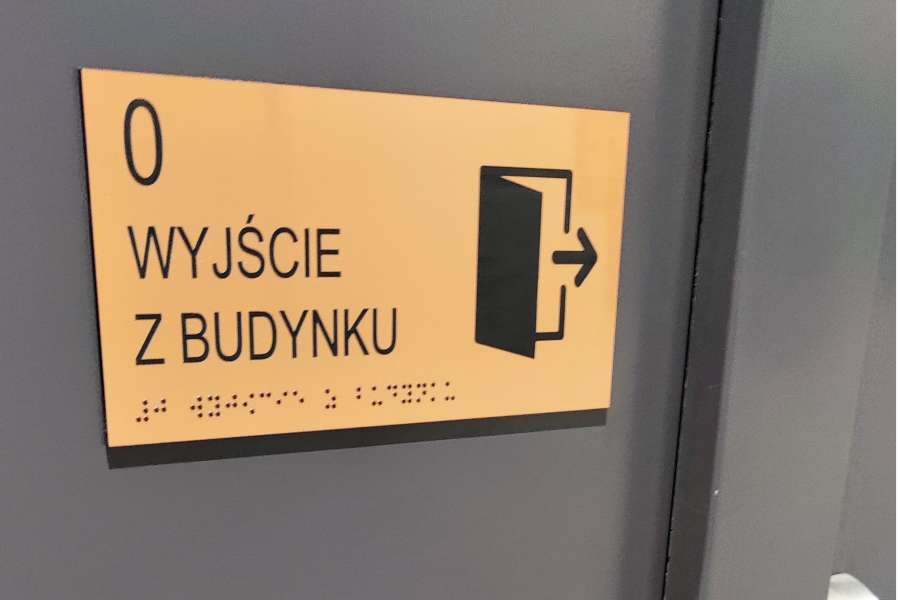 0
WYJŚCIE
Z BUDYNKU
⠼⠚ ⠺⠽⠚⠪⠉⠊⠑ ⠵ ⠃⠥⠙⠽⠝⠅⠥